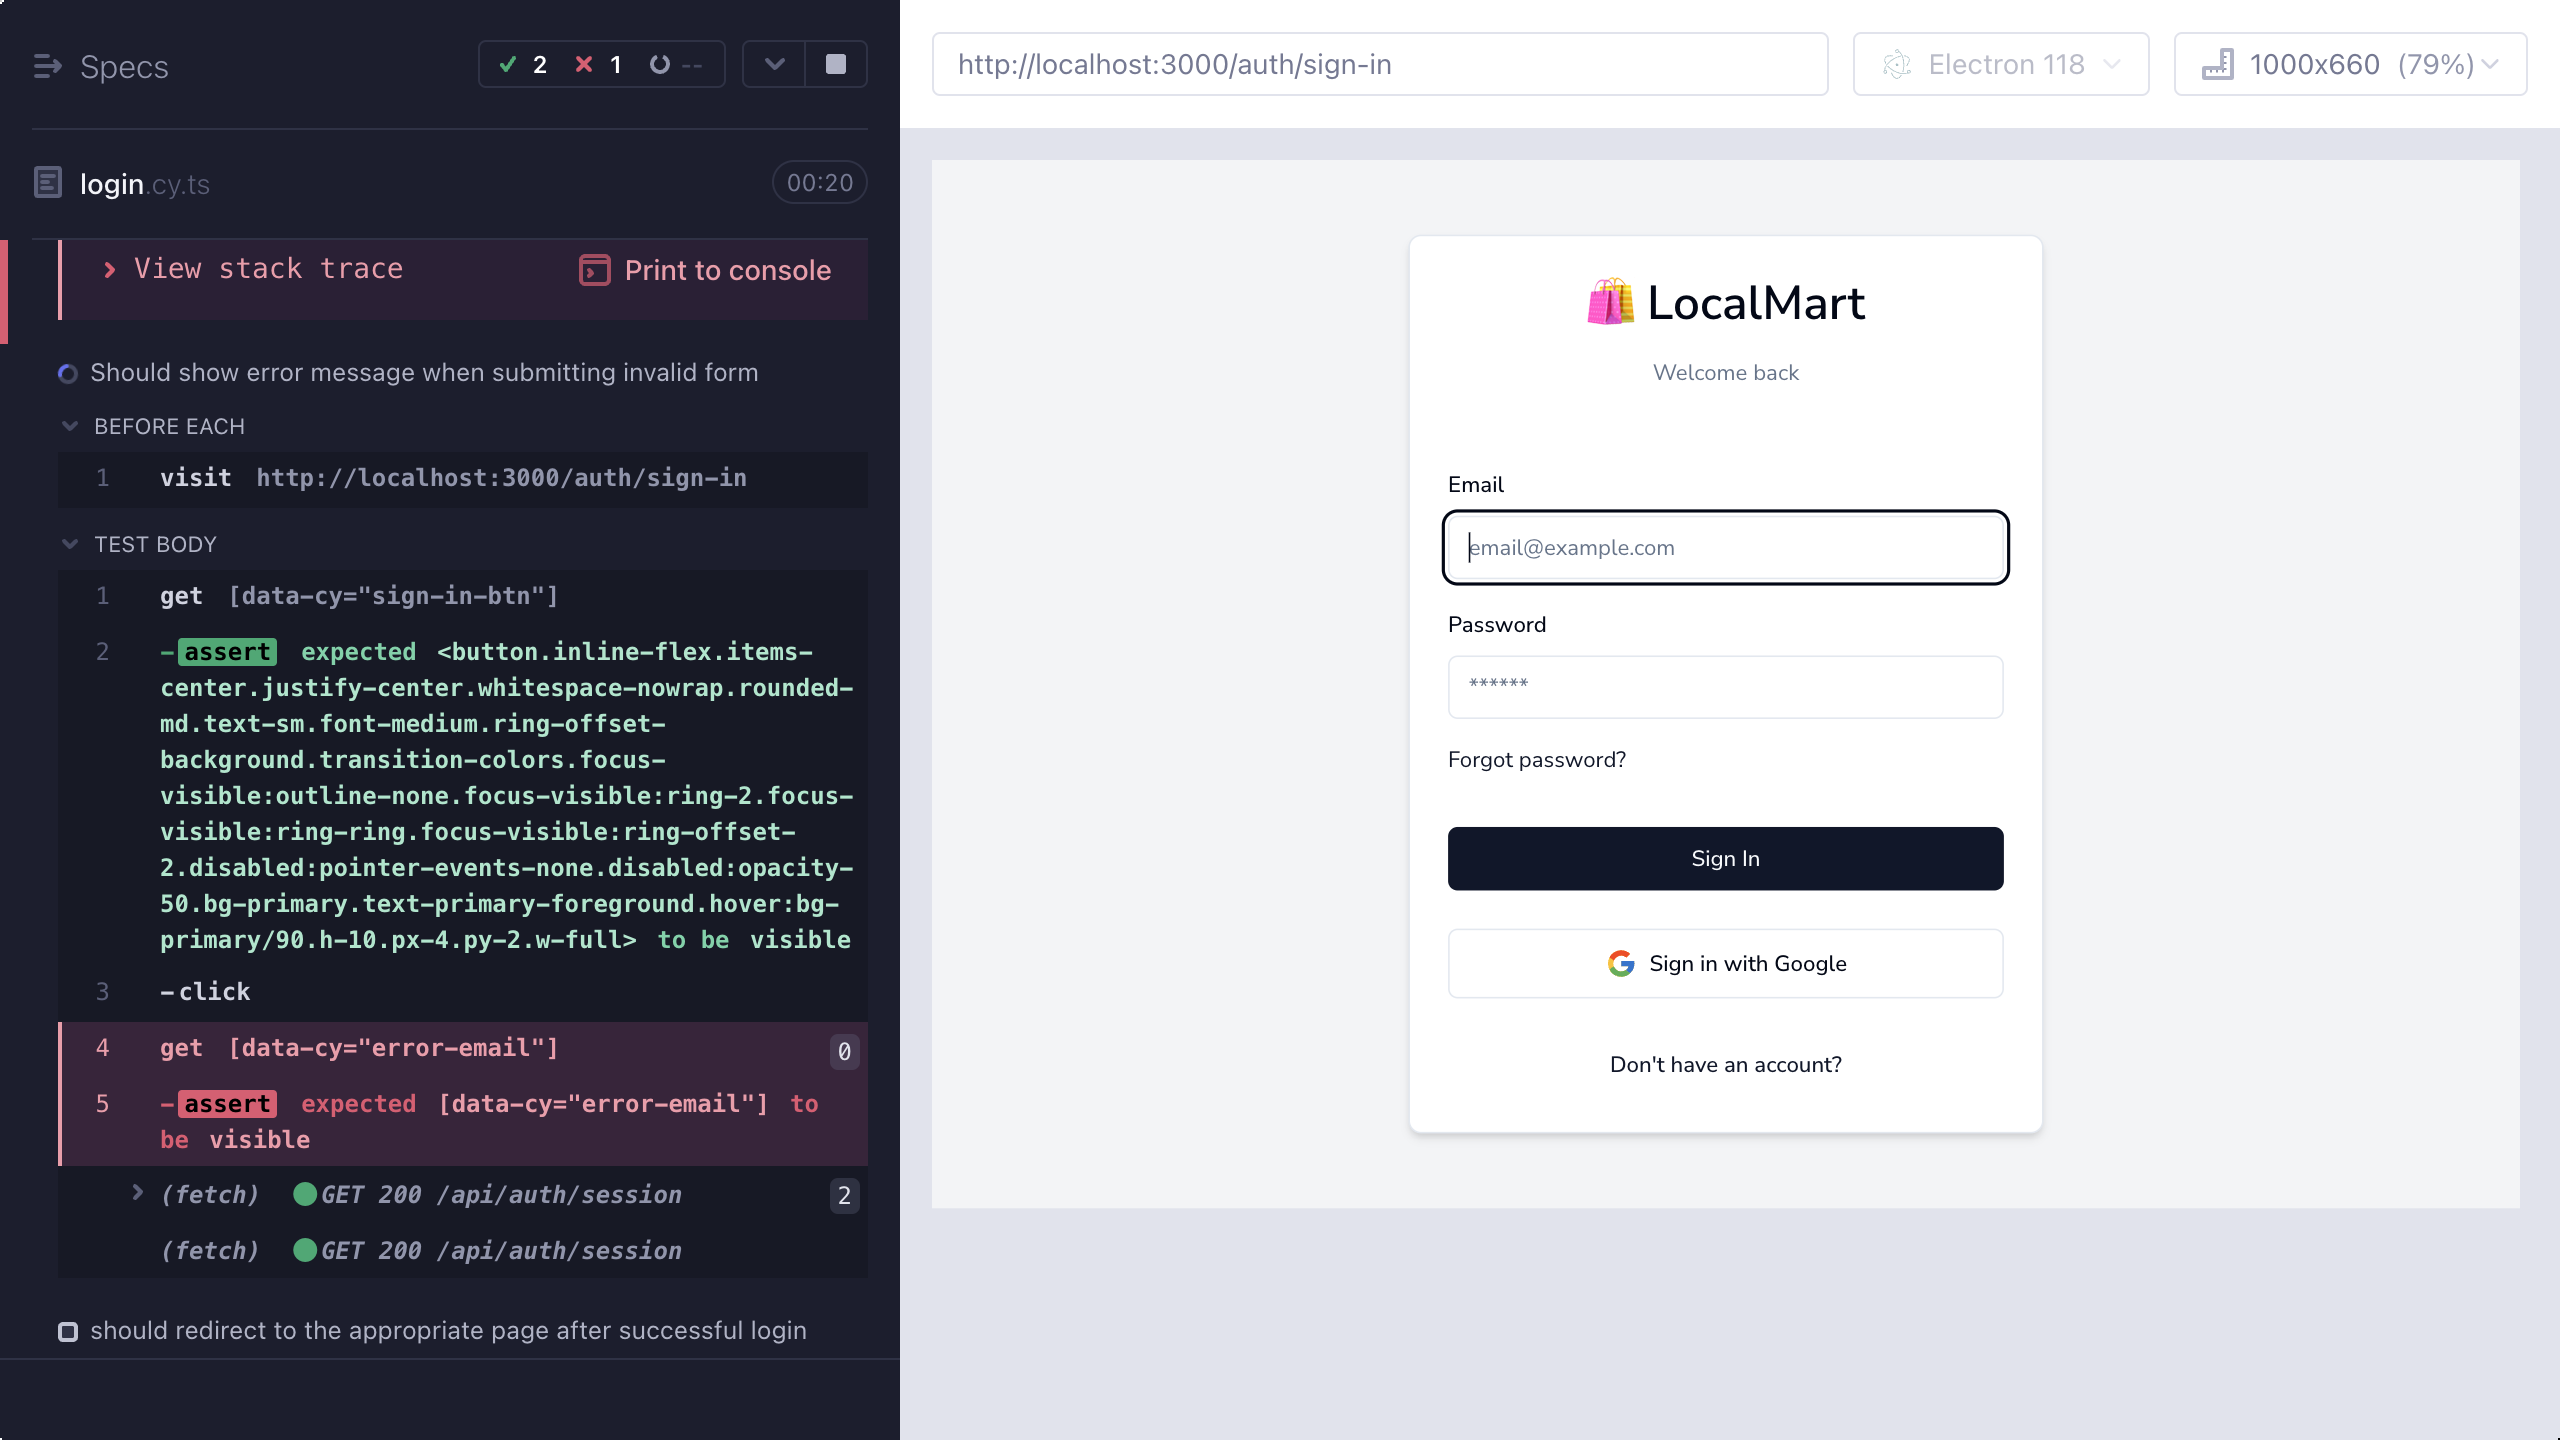 Specs
2 1 --
login.cy.ts 00:20
View stack trace Print to console
Should show error message when submitting invalid form
BEFORE EACH
1 visit http://localhost:3000/auth/sign-in
TEST BODY
1 get [data-cy="sign-in-btn"]
2 -assert expected <button.inline-flex.items-
center.justify-center.whitespace-nowrap.rounded-
md.text-sm.font-medium.ring-offset-
background.transition-colors.focus-
visible:outline-none.focus-visible:ring-2.focus-
visible:ring-ring.focus-visible:ring-offset-
2.disabled:pointer-events-none.disabled:opacity-
50.bg-primary.text-primary-foreground.hover:bg-
primary/90.h-10.px-4.py-2.w-full> to be visible
3 -click
4 get [data-cy="error-email"] 0
5 -assert expected [data-cy="error-email"] to
be visible
(fetch) GET 200 /api/auth/session 2
(fetch) GET 200 /api/auth/session
should redirect to the appropriate page after successful login
http://localhost:3000/auth/sign-in
Electron 118
1000x660 (79%)
LocalMart
Welcome back
Email
email@example.com
Password
******
Forgot password?
Sign In
Sign in with Google
Don't have an account?